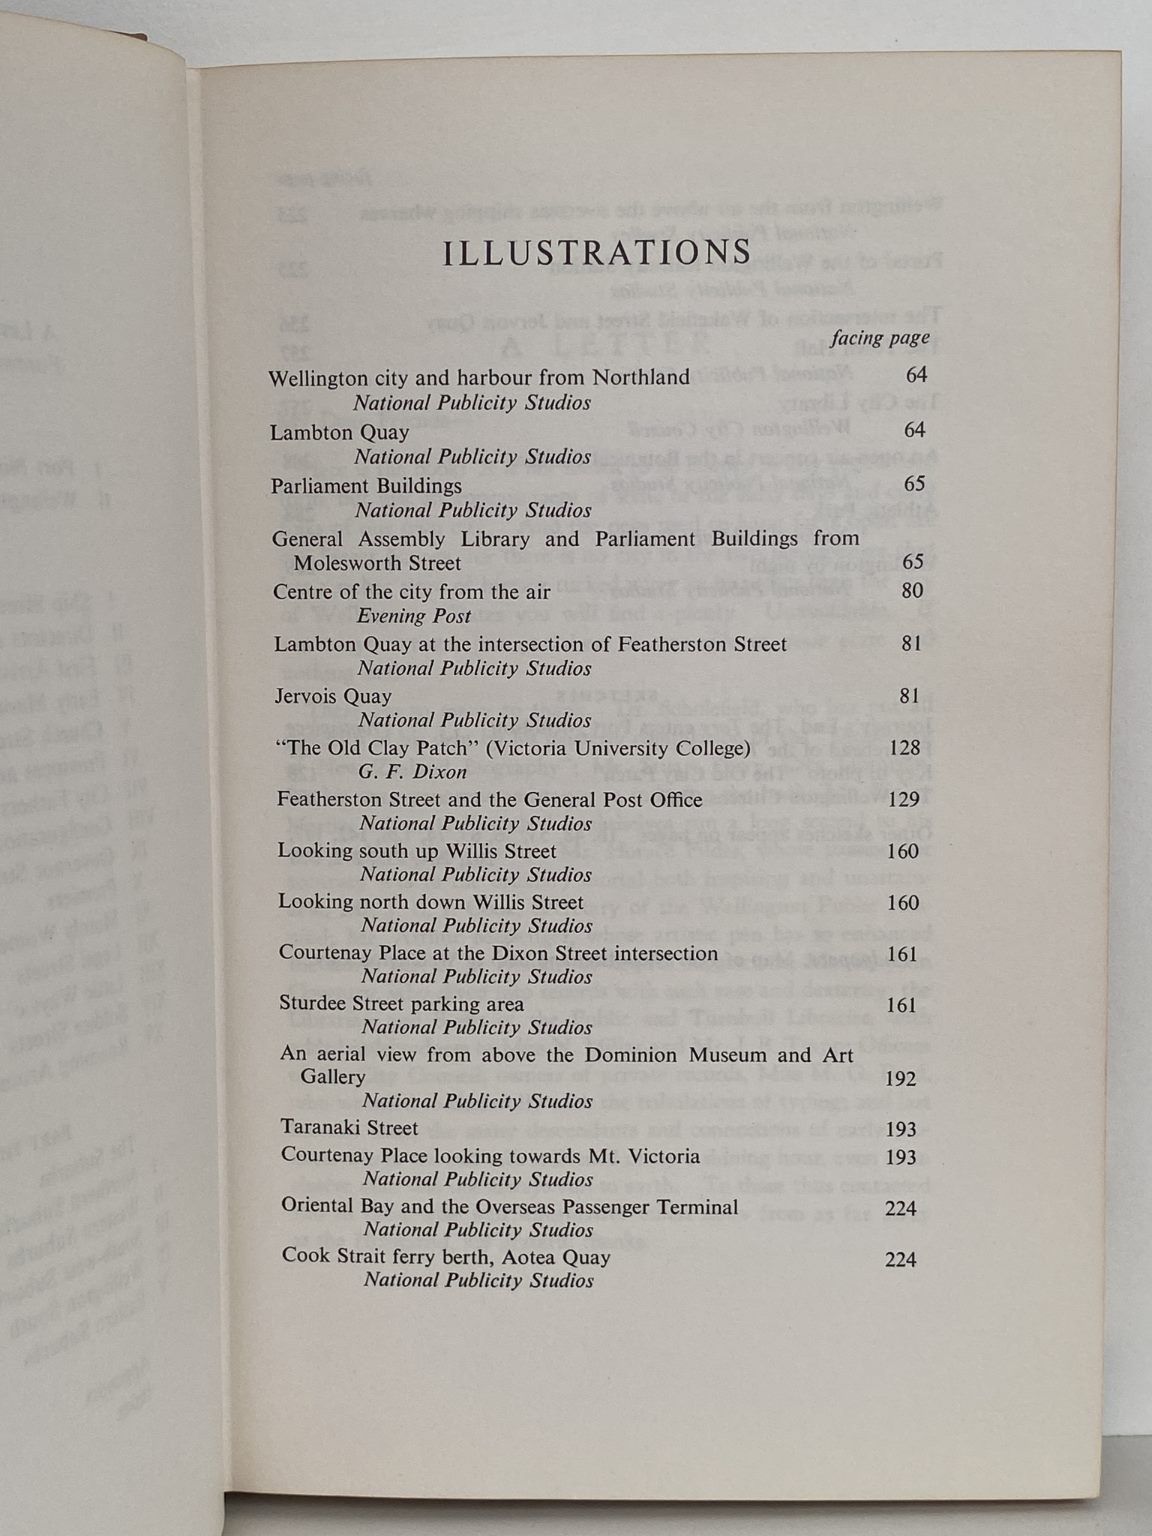 ILLUSTRATIONS
facing page
Wellington city and harbour from Northland 64
National Publicity Studios
Lambton Quay 64
National Publicity Studios
Parliament Buildings 65
National Publicity Studios
General Assembly Library and Parliament Buildings from
Molesworth Street 65
Centre of the city from the air 80
Evening Post
Lambton Quay at the intersection of Featherston Street 81
National Publicity Studios
Jervois Quay 81
National Publicity Studios
“The Old Clay Patch” (Victoria University College) 128
G. F. Dixon
Featherston Street and the General Post Office 129
National Publicity Studios
Looking south up Willis Street 160
National Publicity Studios
Looking north down Willis Street 160
National Publicity Studios
Courtenay Place at the Dixon Street intersection 161
National Publicity Studios
Sturdee Street parking area 161
National Publicity Studios
An aerial view from above the Dominion Museum and Art
Gallery 192
National Publicity Studios
Taranaki Street 193
Courtenay Place looking towards Mt. Victoria 193
National Publicity Studios
Oriental Bay and the Overseas Passenger Terminal 224
National Publicity Studios
Cook Strait ferry berth, Aotea Quay 224
National Publicity Studios